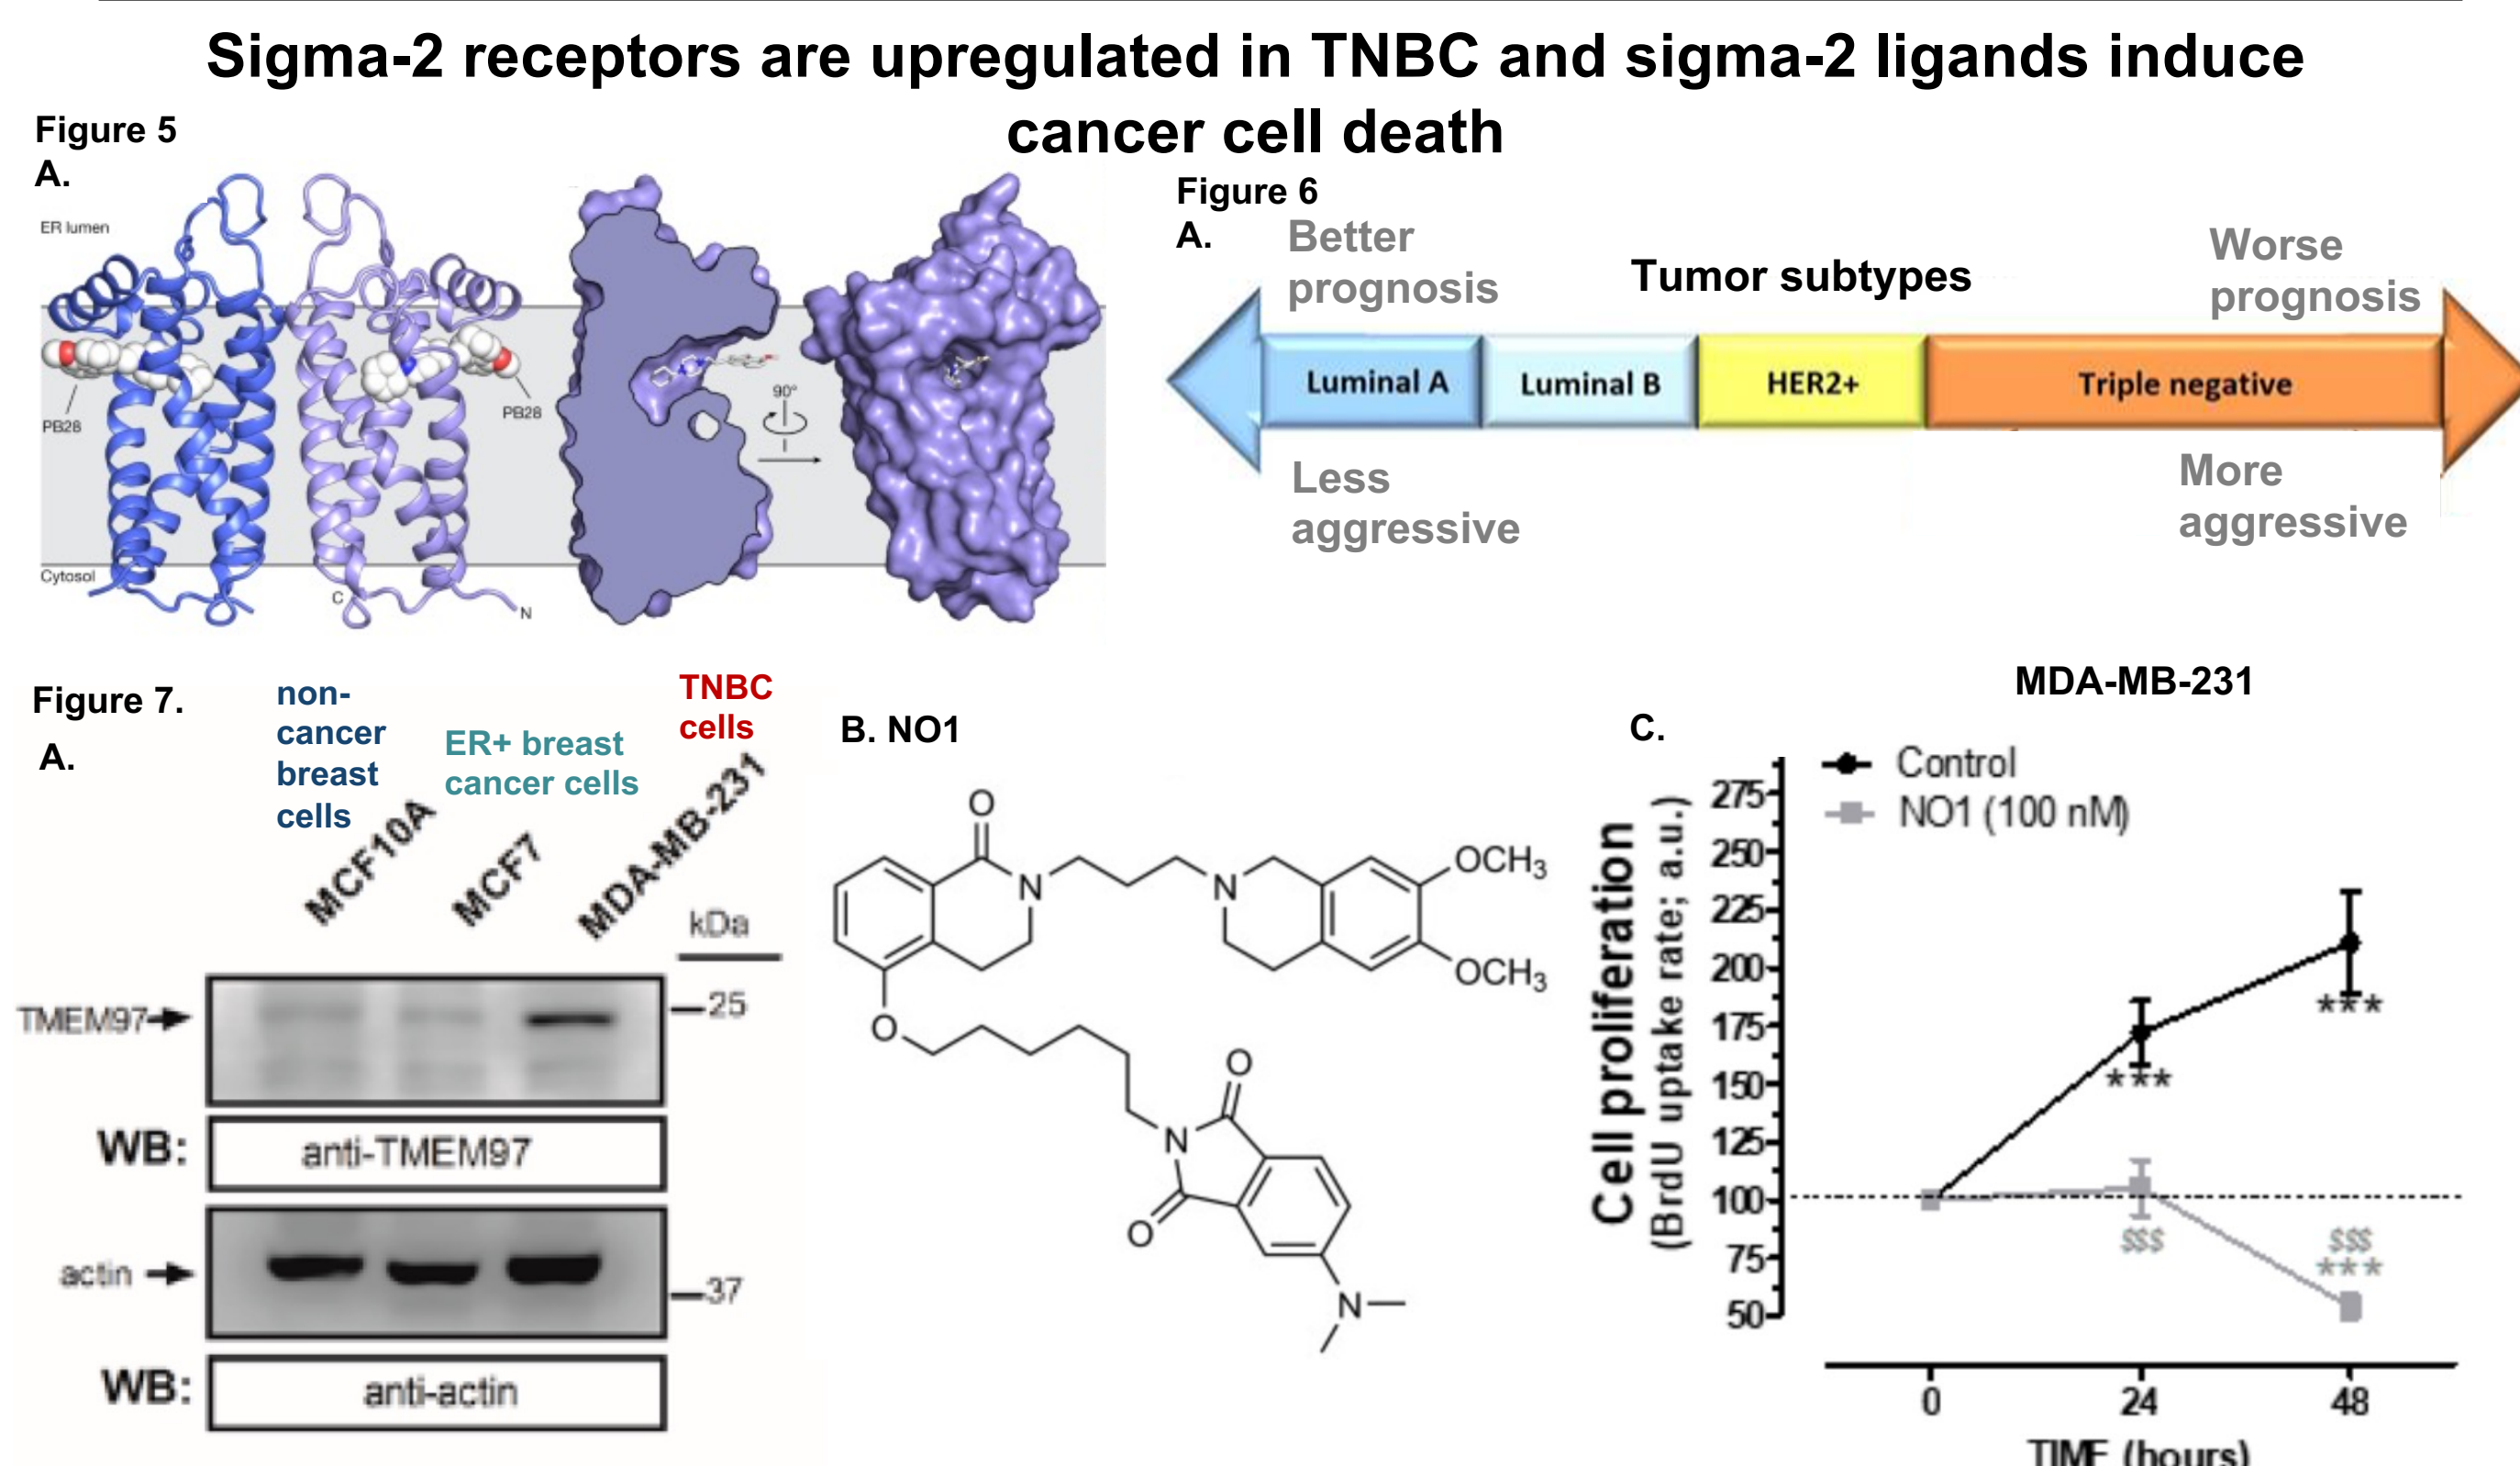 Sigma-2 receptors are upregulated in TNBC and sigma-2 ligands induce
cancer cell death
Figure 5
A.
ER lumen
PB28
PB28
90°
Cytosol
C
N
Figure 6
A.
Better
prognosis
Tumor subtypes
Worse
prognosis
Luminal A
Luminal B
HER2+
Triple negative
Less
aggressive
More
aggressive
Figure 7.
A.
non-
cancer
breast
cells
ER+ breast
cancer cells
TNBC
cells
MCF10A
MCF7
MDA-MB-231
kDa
TMEM97
25
WB:
anti-TMEM97
actin
37
WB:
anti-actin
B. NO1
O
N
N
OCH3
OCH3
O
O
N
O
N
C.
MDA-MB-231
Control
NO1 (100 nM)
Cell proliferation
(BrdU uptake rate; a.u.)
275
250
225
200
175
150
125
100
75
50
***
***
$$$
$$$
***
0
24
48
TIME (hours)